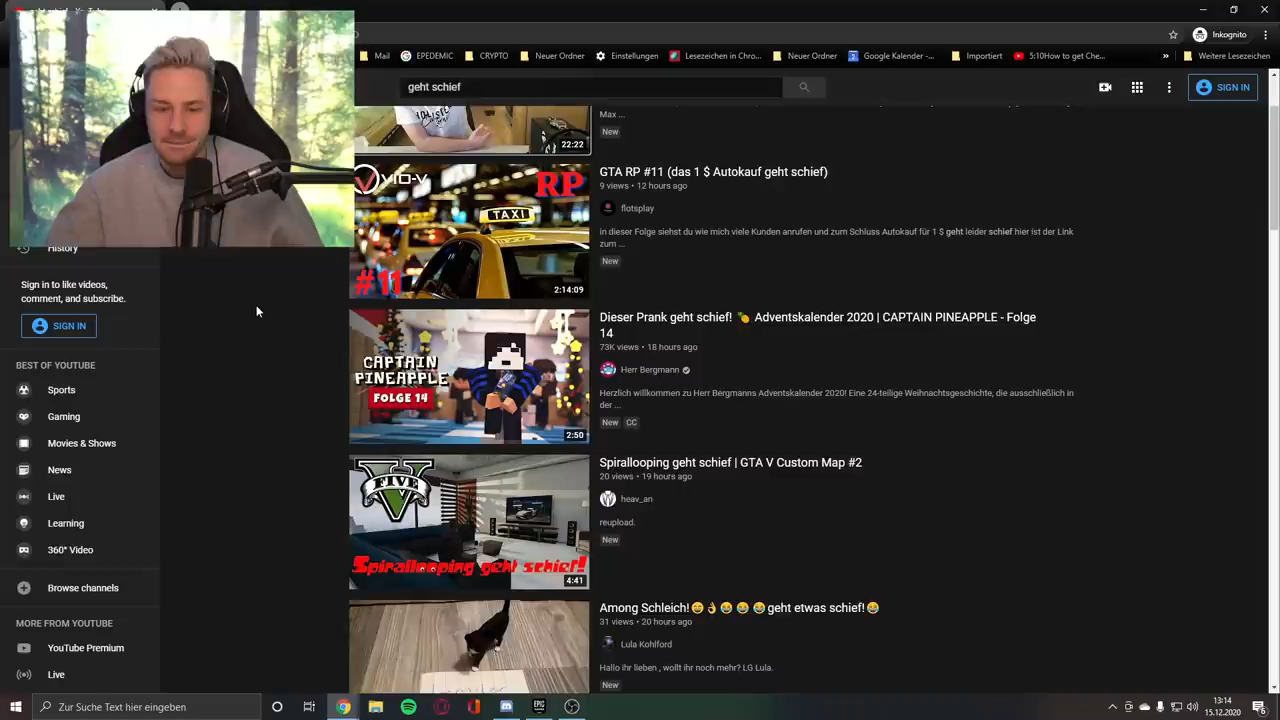 Inkognito
Mail
EPEDEMIC
CRYPTO
Neuer Ordner
Einstellungen
Lesezeichen in Chro...
Neuer Ordner
Google Kalender -...
Importiert
5:10How to get Che...
»
Weitere Lesezeichen
geht schief
SIGN IN
History
Sign in to like videos,
comment, and subscribe.
SIGN IN
BEST OF YOUTUBE
Sports
Gaming
Movies & Shows
News
Live
Learning
360° Video
Browse channels
MORE FROM YOUTUBE
YouTube Premium
Live
22:22
Max ...
New
VIO-V
RP
TAXI
#11
2:14:09
GTA RP #11 (das 1 $ Autokauf geht schief)
9 views • 12 hours ago
flotsplay
in dieser Folge siehst du wie mich viele Kunden anrufen und zum Schluss Autokauf für 1 $ geht leider schief hier ist der Link
zum ...
New
CAPTAIN
PINEAPPLE
FOLGE 14
2:50
Dieser Prank geht schief! 🍍 Adventskalender 2020 | CAPTAIN PINEAPPLE - Folge
14
73K views • 18 hours ago
Herr Bergmann
Herzlich willkommen zu Herr Bergmanns Adventskalender 2020! Eine 24-teilige Weihnachtsgeschichte, die ausschließlich in
der ...
New CC
FIVE
Spirallooping geht schief!
4:41
Spirallooping geht schief | GTA V Custom Map #2
20 views • 19 hours ago
heav_an
reupload.
New
Among Schleich!😁👌😂😂😂geht etwas schief!😂
31 views • 20 hours ago
Lula Kohlford
Hallo ihr lieben , wollt ihr noch mehr? LG Lula.
New
Zur Suche Text hier eingeben
13:14
15.12.2020